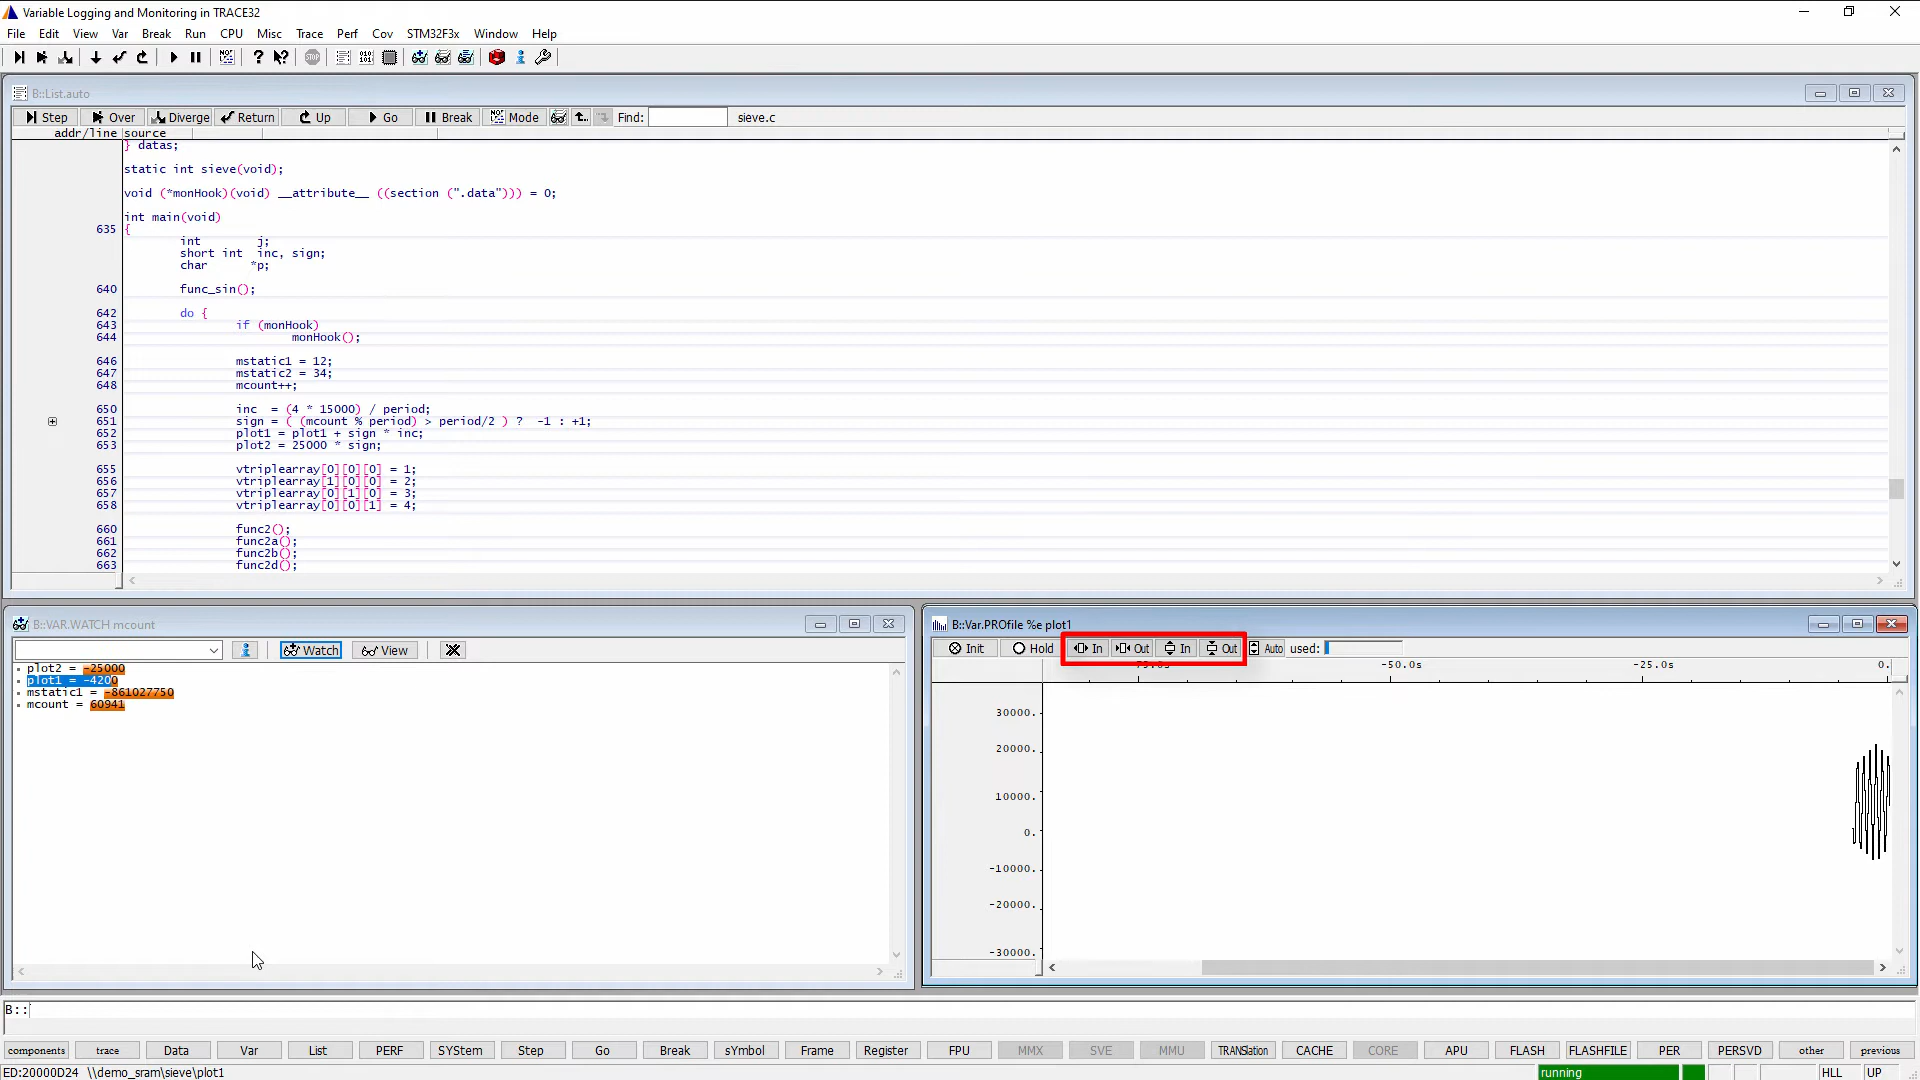 Variable Logging and Monitoring in TRACE32
File Edit View Var Break Run CPU Misc Trace Perf Cov STM32F3x Window Help
B::List.auto
Step Over Diverge Return Up Go Break Mode Find: sieve.c
addr/line source
} datas;
static int sieve(void);
void (*monHook)(void) __attribute__ ((section (".data"))) = 0;
int main(void)
635 {
int j;
short int inc, sign;
char *p;
640 func_sin();
642 do {
643 if (monHook)
644 monHook();
646 mstatic1 = 12;
647 mstatic2 = 34;
648 mcount++;
650 inc = (4 * 15000) / period;
651 sign = ( (mcount % period) > period/2 ) ? -1 : +1;
652 plot1 = plot1 + sign * inc;
653 plot2 = 25000 * sign;
655 vtriplearray[0][0][0] = 1;
656 vtriplearray[1][0][0] = 2;
657 vtriplearray[0][1][0] = 3;
658 vtriplearray[0][0][1] = 4;
660 func2();
661 func2a();
662 func2b();
663 func2d();
B::VAR.WATCH mcount
Watch View
plot2 = -25000
plot1 = -4200
mstatic1 = -861027750
mcount = 60941
B::Var.PROfile %e plot1
Init Hold In Out In Out Auto used:
-50.0s -25.0s 0.
30000.
20000.
10000.
0.
-10000.
-20000.
-30000.
B::
components trace Data Var List PERF SYStem Step Go Break sYmbol Frame Register FPU MMX SVE MMU TRANSlation CACHE CORE APU FLASH FLASHFILE PER PERSVD other previous
ED:20000D24 \\demo_sram\sieve\plot1 running HLL UP